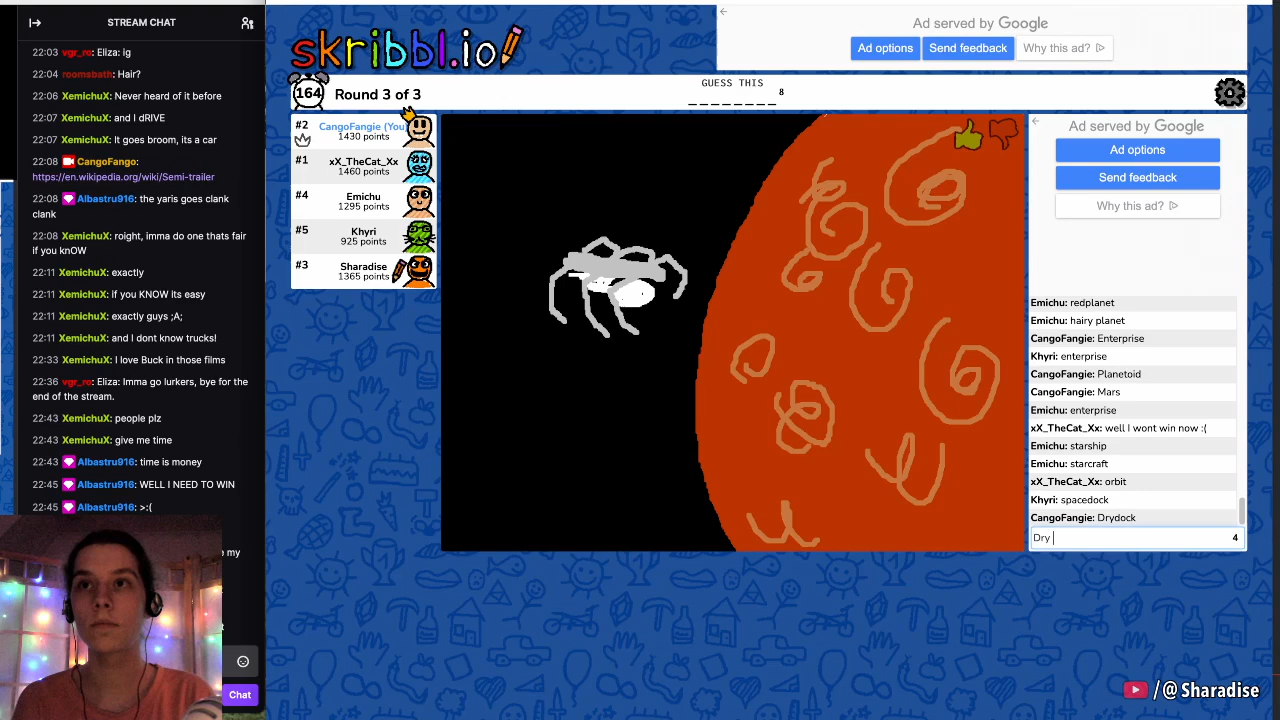 STREAM CHAT
22:03 vgr_re: Eliza: ig
22:04 roomsbath: Hair?
22:26 XemichuX: Never heard of it before
22:07 XemichuX: and I dRIVE
22:07 XemichuX: It goes broom, its a car
22:08 CangoFango:
https://en.wikipedia.org/wiki/Semi-trailer
22:08 Albastru916: the yaris goes clank
clank
22:08 XemichuX: roight, imma do one thats fair
if you knOW
22:11 XemichuX: exactly
22:11 XemichuX: if you KNOW its easy
22:11 XemichuX: exactly guys ;A;
22:11 XemichuX: and I dont know trucks!
22:33 XemichuX: I love Buck in those films
22:36 vgr_re: Eliza: Imma go lurkers, bye for the
end of the stream.
22:43 XemichuX: people plz
22:43 XemichuX: give me time
22:43 Albastru916: time is money
22:45 Albastru916: WELL I NEED TO WIN
22:45 Albastru916: >:(
e my
Chat
skribbl.io
Ad served by Google
Ad options
Send feedback
Why this ad?
164
Round 3 of 3
GUESS THIS
________ 8
#2 CangoFangie (You)
1430 points
#1 xX_TheCat_Xx
1460 points
#4 Emichu
1295 points
#5 Khyri
925 points
#3 Sharadise
1365 points
Ad served by Google
Ad options
Send feedback
Why this ad?
Emichu: redplanet
Emichu: hairy planet
CangoFangie: Enterprise
Khyri: enterprise
CangoFangie: Planetoid
CangoFangie: Mars
Emichu: enterprise
xX_TheCat_Xx: well I wont win now :(
Emichu: starship
Emichu: starcraft
xX_TheCat_Xx: orbit
Khyri: spacedock
CangoFangie: Drydock
Dry 4
/@Sharadise